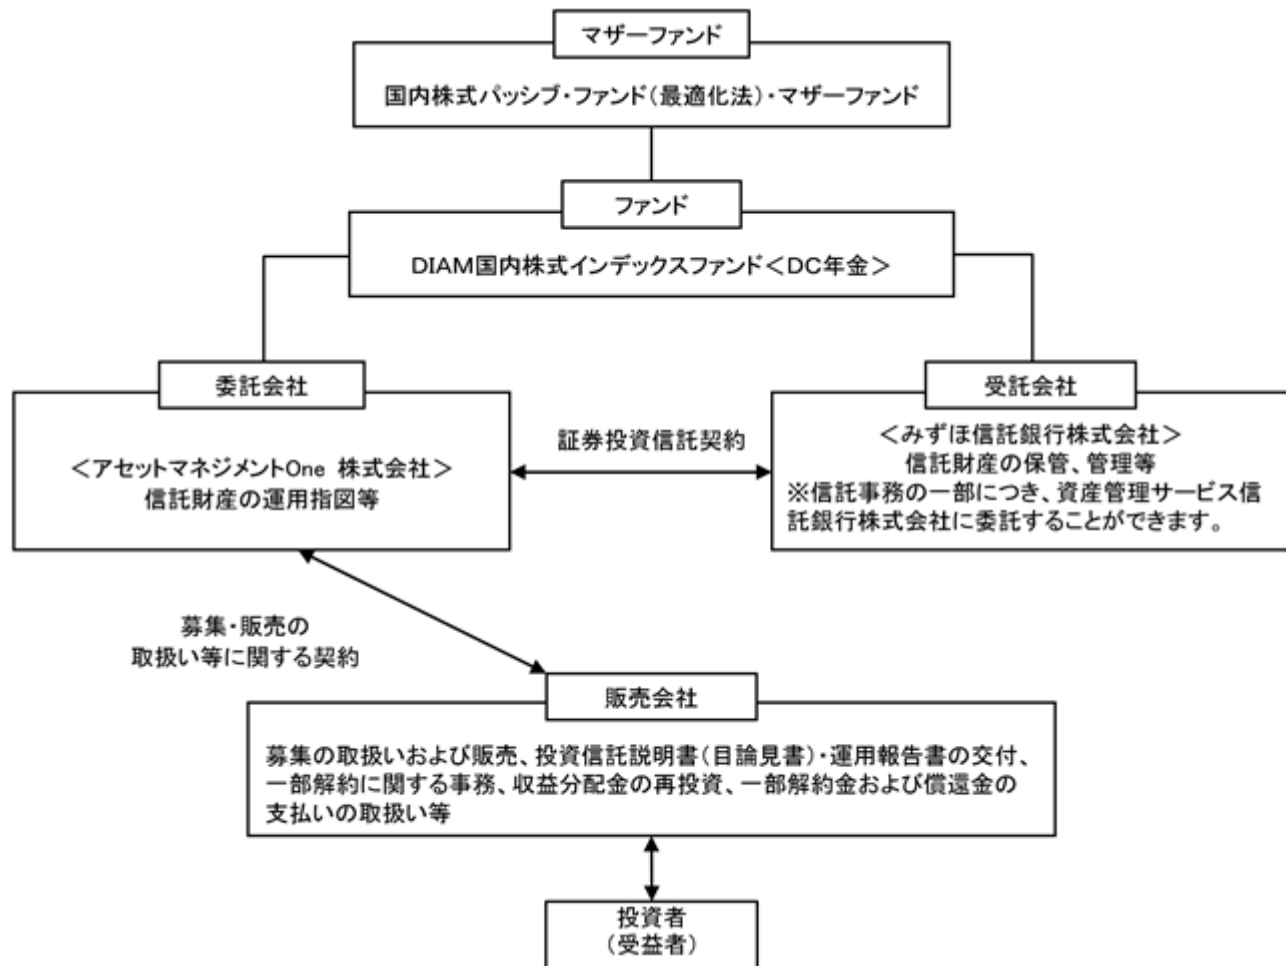 マザーファンド
国内株式パッシブ・ファンド(最適化法)・マザーファンド
ファンド
DIAM国内株式インデックスファンド＜DC年金＞
委託会社
＜アセットマネジメントOne 株式会社＞
信託財産の運用指図等
証券投資信託契約
受託会社
＜みずほ信託銀行株式会社＞
信託財産の保管、管理等
※信託事務の一部につき、資産管理サービス信
託銀行株式会社に委託することができます。
募集・販売の
取扱い等に関する契約
販売会社
募集の取扱いおよび販売、投資信託説明書(目論見書)・運用報告書の交付、
一部解約に関する事務、収益分配金の再投資、一部解約金および償還金の
支払いの取扱い等
投資者
(受益者)